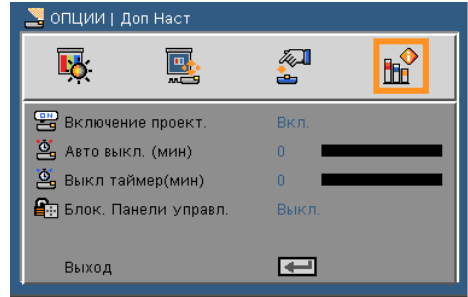 ОПЦИИ | Доп Наст
ON
Включение проект. Вкл.
Авто выкл. (мин) 0
Выкл таймер(мин) 0
Блок. Панели управл. Выкл.
Выход